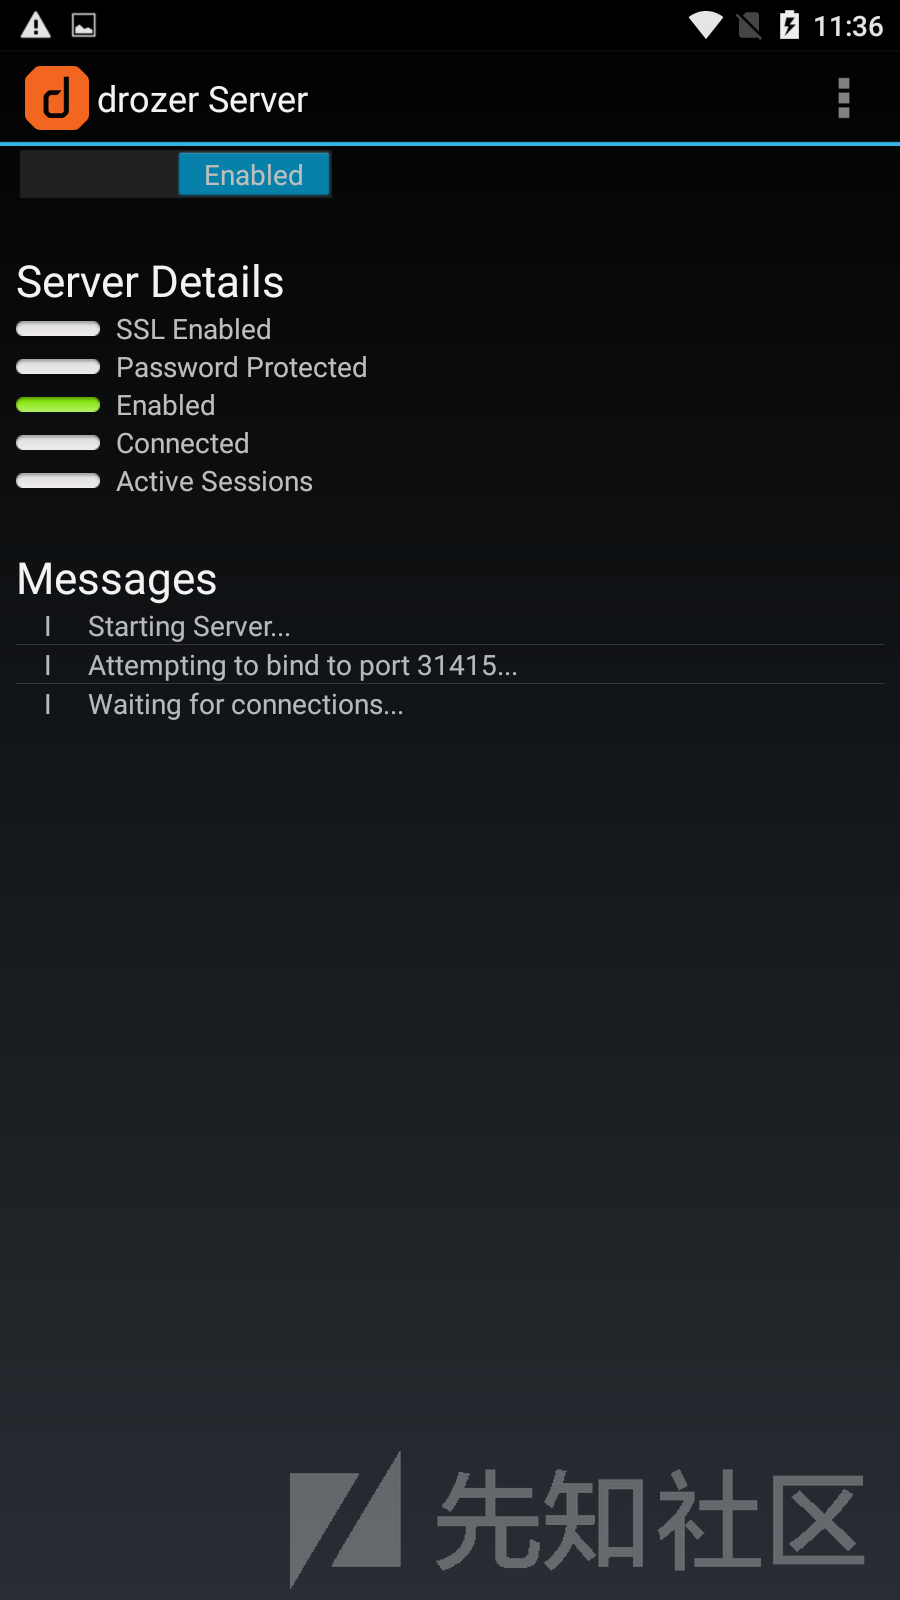 11:36
drozer Server
Enabled
Server Details
SSL Enabled
Password Protected
Enabled
Connected
Active Sessions
Messages
I Starting Server...
I Attempting to bind to port 31415...
I Waiting for connections...
先知社区